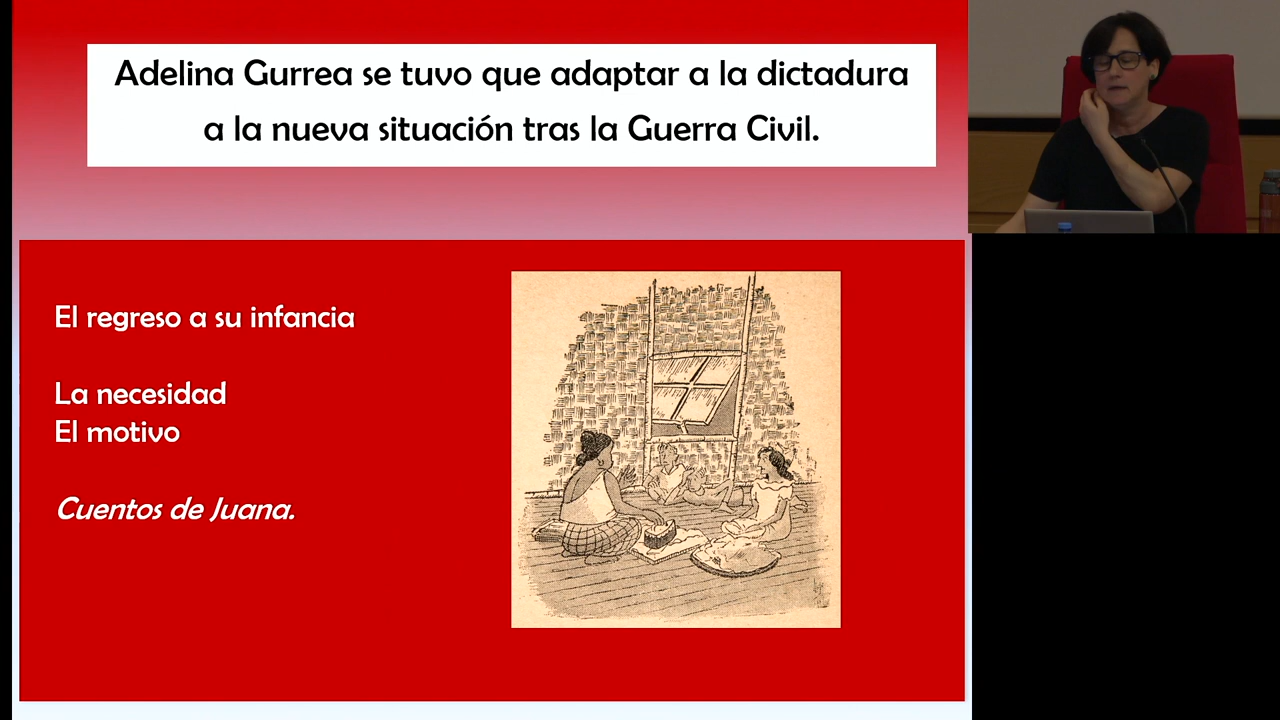 Adelina Gurrea se tuvo que adaptar a la dictadura
a la nueva situación tras la Guerra Civil.
El regreso a su infancia
La necesidad
El motivo
Cuentos de Juana.